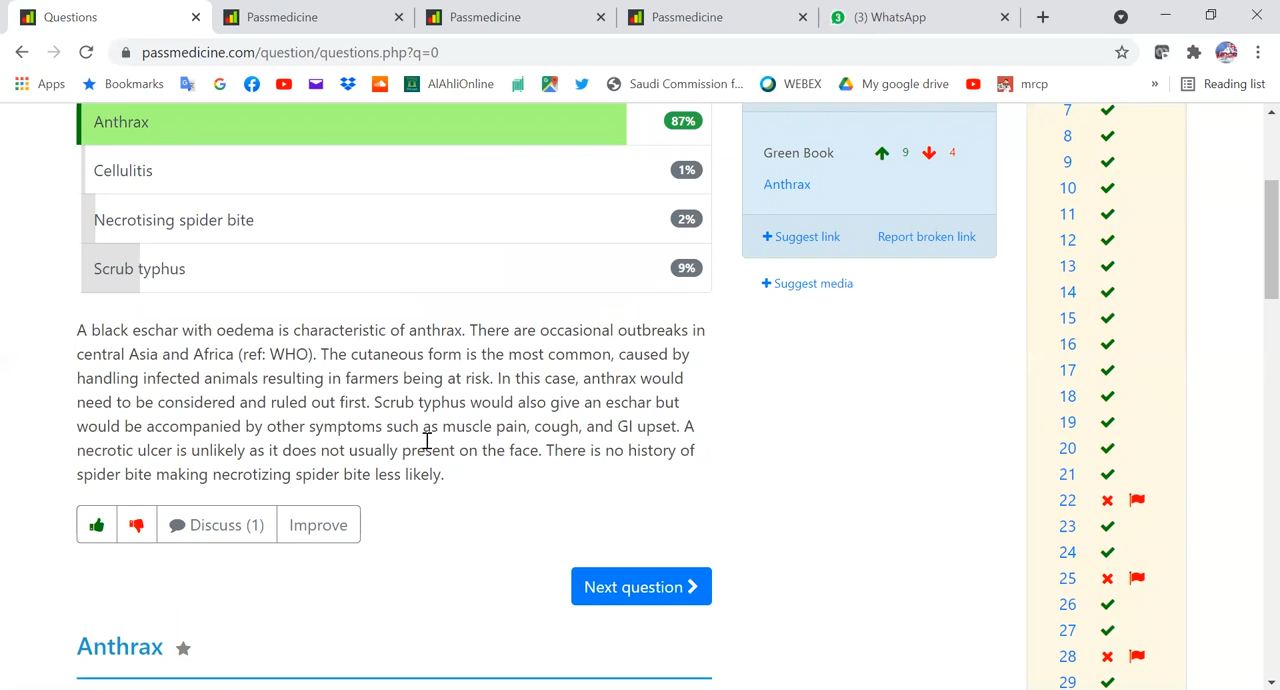 Questions
Passmedicine
Passmedicine
Passmedicine
3 (3) WhatsApp
passmedicine.com/question/questions.php?q=0
Apps
Bookmarks
AlAhliOnline
Saudi Commission f...
WEBEX
My google drive
mrcp
»
Reading list
Anthrax 87%
Cellulitis 1%
Necrotising spider bite 2%
Scrub typhus 9%
A black eschar with oedema is characteristic of anthrax. There are occasional outbreaks in
central Asia and Africa (ref: WHO). The cutaneous form is the most common, caused by
handling infected animals resulting in farmers being at risk. In this case, anthrax would
need to be considered and ruled out first. Scrub typhus would also give an eschar but
would be accompanied by other symptoms such as muscle pain, cough, and GI upset. A
necrotic ulcer is unlikely as it does not usually present on the face. There is no history of
spider bite making necrotizing spider bite less likely.
Discuss (1)
Improve
Next question
Anthrax
Green Book 9 4
Anthrax
+ Suggest link
Report broken link
+ Suggest media
7
8
9
10
11
12
13
14
15
16
17
18
19
20
21
22
23
24
25
26
27
28
29